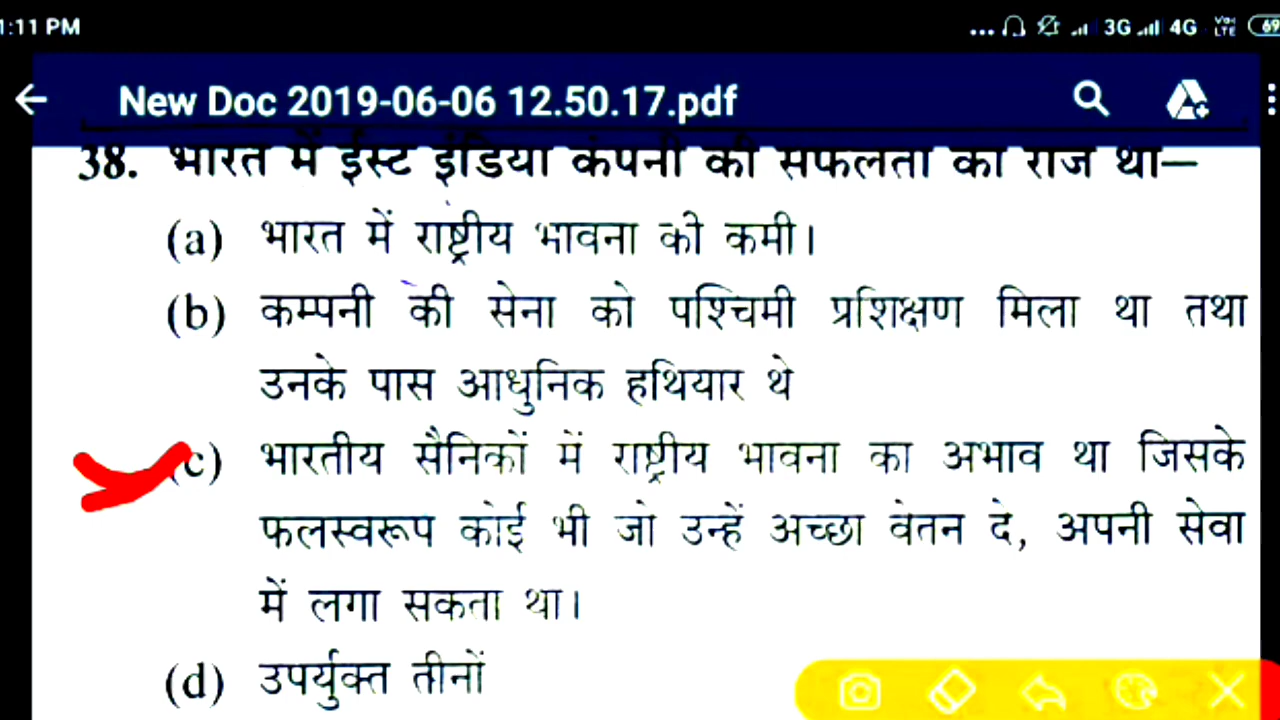 1:11 PM ... 3G 4G VoLTE 69
New Doc 2019-06-06 12.50.17.pdf
38. भारत में ईस्ट इंडिया कंपनी की सफलता का राज था—
(a) भारत में राष्ट्रीय भावना की कमी।
(b) कम्पनी की सेना को पश्चिमी प्रशिक्षण मिला था तथा
उनके पास आधुनिक हथियार थे
(c) भारतीय सैनिकों में राष्ट्रीय भावना का अभाव था जिसके
फलस्वरूप कोई भी जो उन्हें अच्छा वेतन दे, अपनी सेवा
में लगा सकता था।
(d) उपर्युक्त तीनों